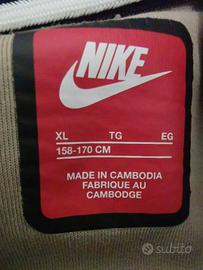 NIKE
XL TG EG
158-170 CM
MADE IN CAMBODIA
FABRIQUE AU
CAMBODGE
subito